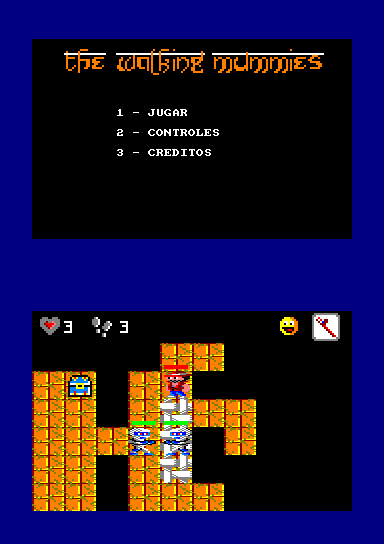 the walking mummies
1 - JUGAR
2 - CONTROLES
3 - CREDITOS
3 3